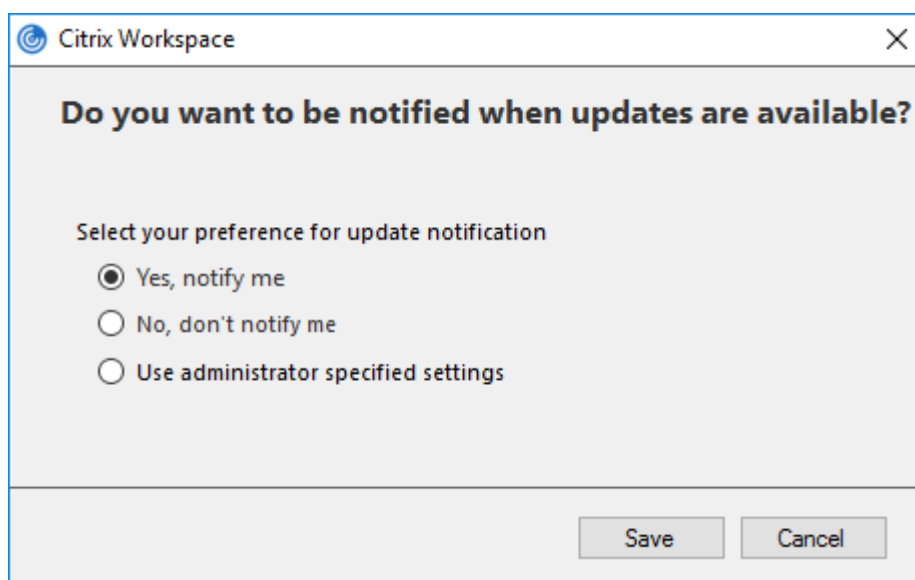 Citrix Workspace
Do you want to be notified when updates are available?
Select your preference for update notification
Yes, notify me
No, don't notify me
Use administrator specified settings
Save Cancel